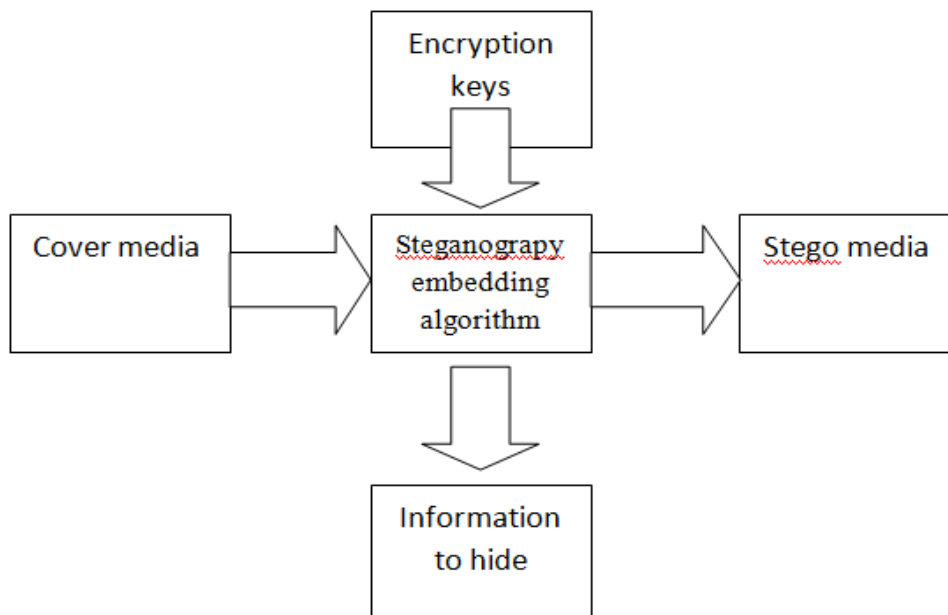 Encryption
keys
Cover media
Steganograpy
embedding
algorithm
Stego media
Information
to hide